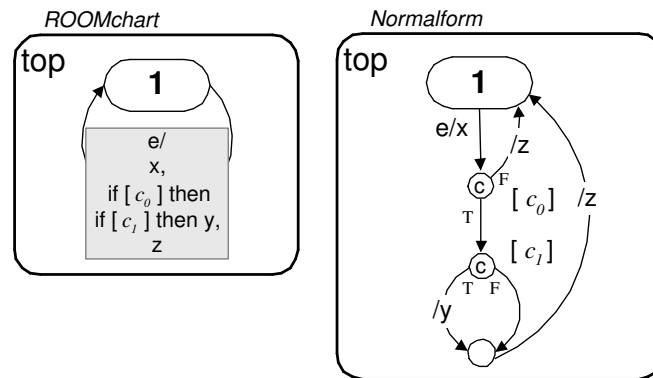 ROOMchart
top
1
e/
x,
if [ c₀ ] then
if [ c₁ ] then y,
z
Normalform
top
1
e/x
/z
c F
[ c₀ ]
/z
T
[ c₁ ]
c
T F
/y